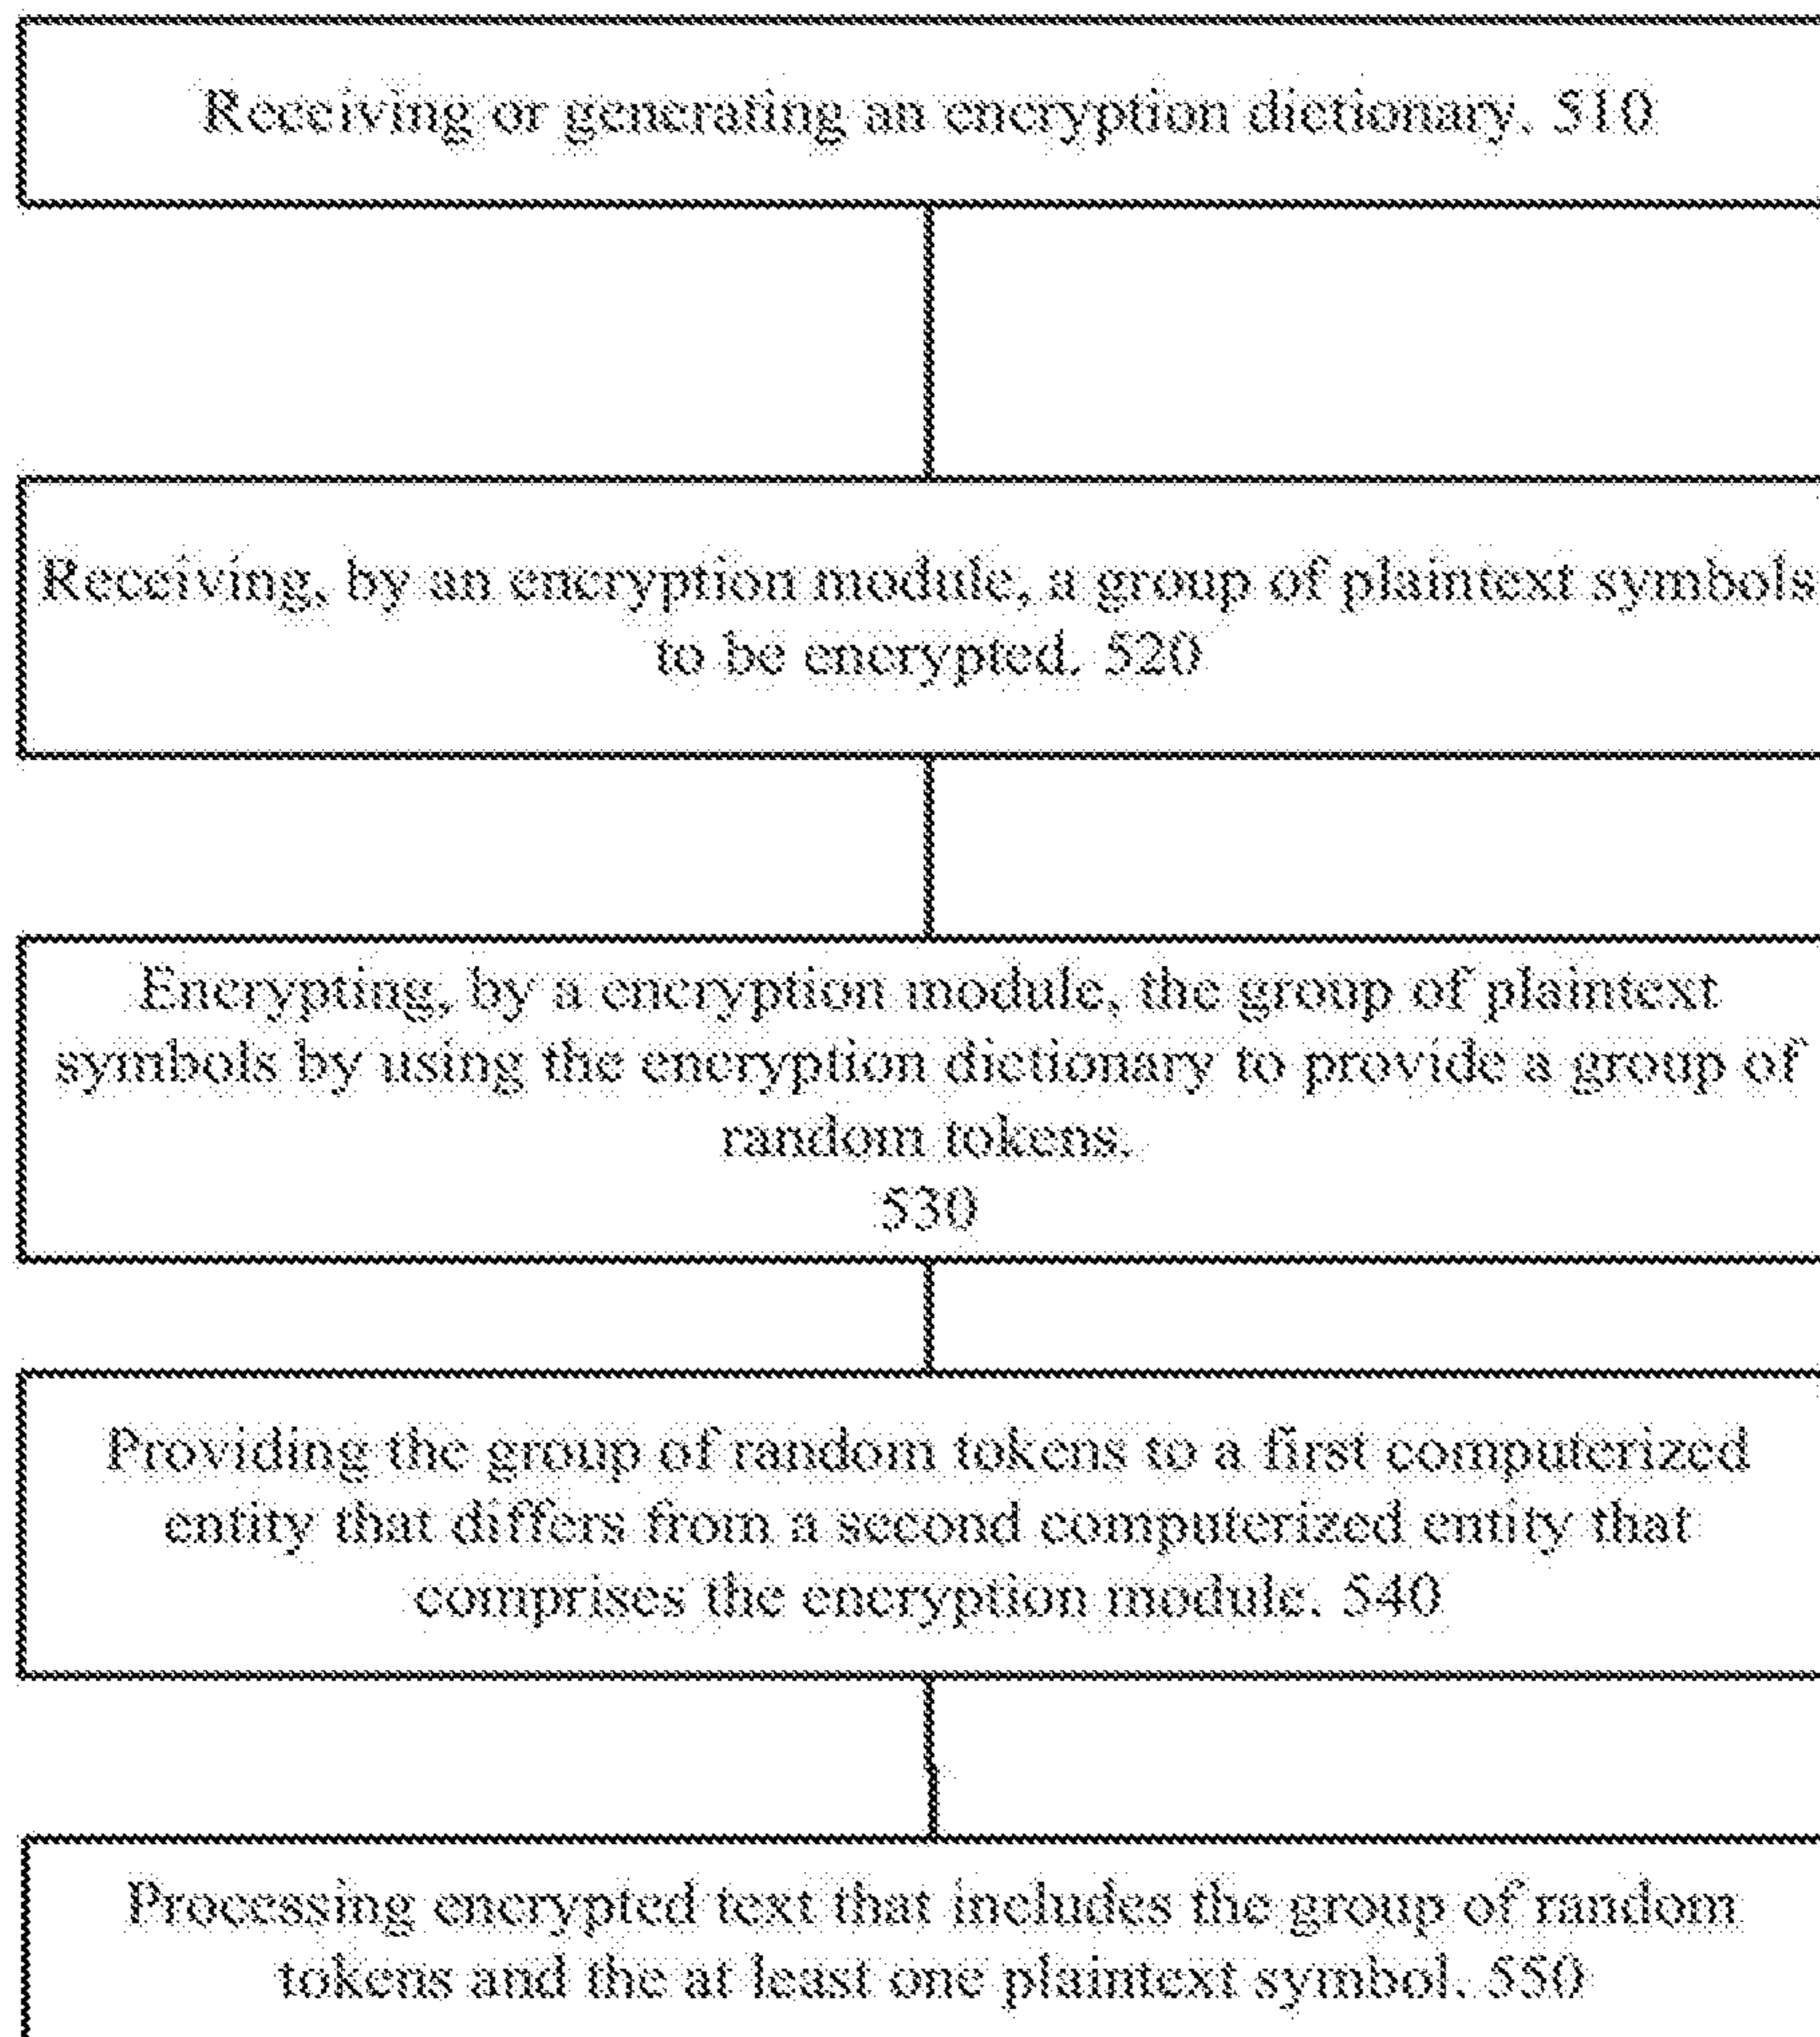 Receiving or generating an encryption dictionary. 510
Receiving, by an encryption module, a group of plaintext symbols
to be encrypted. 520
Encrypting, by a encryption module, the group of plaintext
symbols by using the encryption dictionary to provide a group of
random tokens.
530
Providing the group of random tokens to a first computerized
entity that differs from a second computerized entity that
comprises the encryption module. 540
Processing encrypted text that includes the group of random
tokens and the at least one plaintext symbol. 550